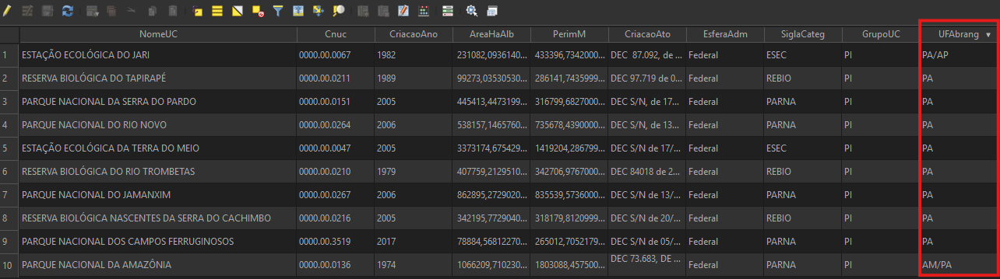 NomeUC Cnuc CriacaoAno AreaHaAlb PerimM CriacaoAto EsferaAdm SiglaCateg GrupoUC UFAbrang
1 ESTAÇÃO ECOLÓGICA DO JARI 0000.00.0067 1982 231082,0936140... 433396,7342000... DEC 87.092, de ... Federal ESEC PI PA/AP
2 RESERVA BIOLÓGICA DO TAPIRAPÉ 0000.00.0211 1989 99273,03530530... 286141,7435999... DEC 97.719 de 0... Federal REBIO PI PA
3 PARQUE NACIONAL DA SERRA DO PARDO 0000.00.0151 2005 445413,4473199... 316799,6827000... DEC S/N, de 17... Federal PARNA PI PA
4 PARQUE NACIONAL DO RIO NOVO 0000.00.0264 2006 538157,1465760... 735678,4390000... DEC S/N, de 13... Federal PARNA PI PA
5 ESTAÇÃO ECOLÓGICA DA TERRA DO MEIO 0000.00.0047 2005 3373174,675429... 1419204,286799... DEC S/N de 17/... Federal ESEC PI PA
6 RESERVA BIOLÓGICA DO RIO TROMBETAS 0000.00.0210 1979 407759,2129510... 342706,9767000... DEC 84018 de 2... Federal REBIO PI PA
7 PARQUE NACIONAL DO JAMANXIM 0000.00.0267 2006 862895,2729020... 835539,5736000... DEC S/N de 13/... Federal PARNA PI PA
8 RESERVA BIOLÓGICA NASCENTES DA SERRA DO CACHIMBO 0000.00.0216 2005 342195,7729040... 318179,8120999... DEC S/N de 20/... Federal REBIO PI PA
9 PARQUE NACIONAL DOS CAMPOS FERRUGINOSOS 0000.00.3519 2017 78884,56812270... 265012,7052179... DEC S/N de 05/... Federal PARNA PI PA
10 PARQUE NACIONAL DA AMAZÔNIA 0000.00.0136 1974 1066209,710230... 1803088,457500... DEC 73.683, DE ... Federal PARNA PI AM/PA